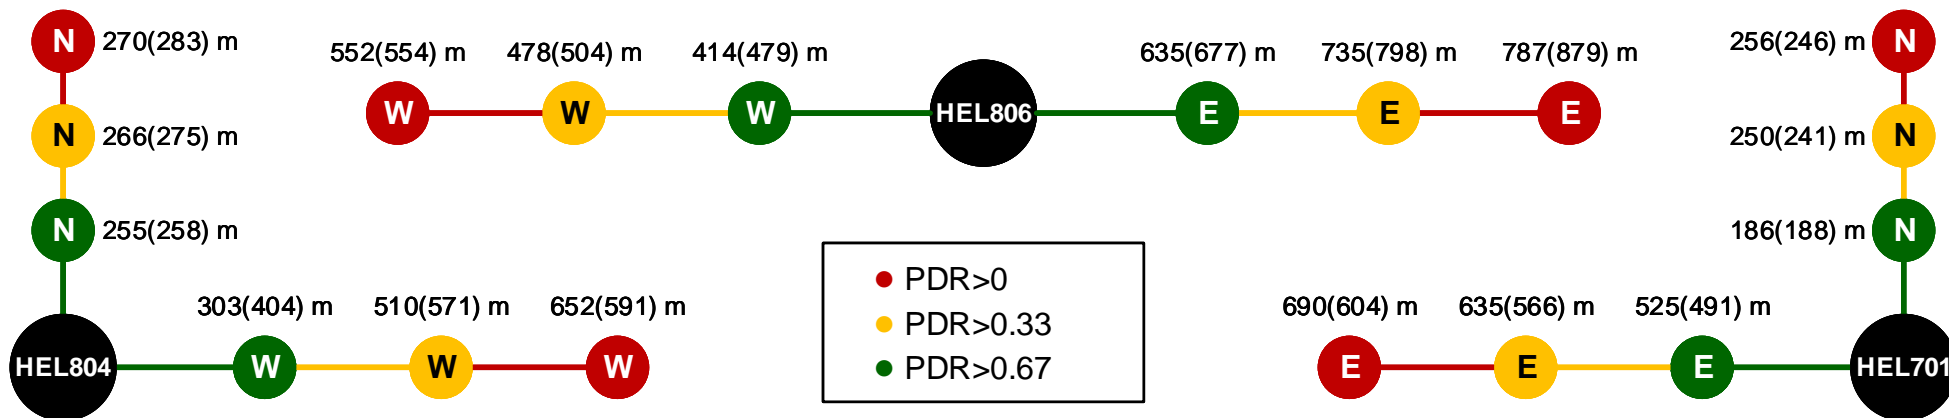 N 270(283) m
N 266(275) m
N 255(258) m
HEL804
303(404) m 510(571) m 652(591) m
W W W
552(554) m 478(504) m 414(479) m 635(677) m 735(798) m 787(879) m
W W W HEL806 E E E
PDR>0
PDR>0.33
PDR>0.67
256(246) m N
250(241) m N
186(188) m N
690(604) m 635(566) m 525(491) m
E E E HEL701